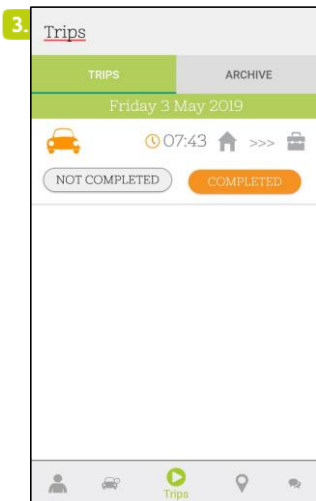 3.
Trips
TRIPS ARCHIVE
Friday 3 May 2019
07:43 >>>
NOT COMPLETED COMPLETED
Trips